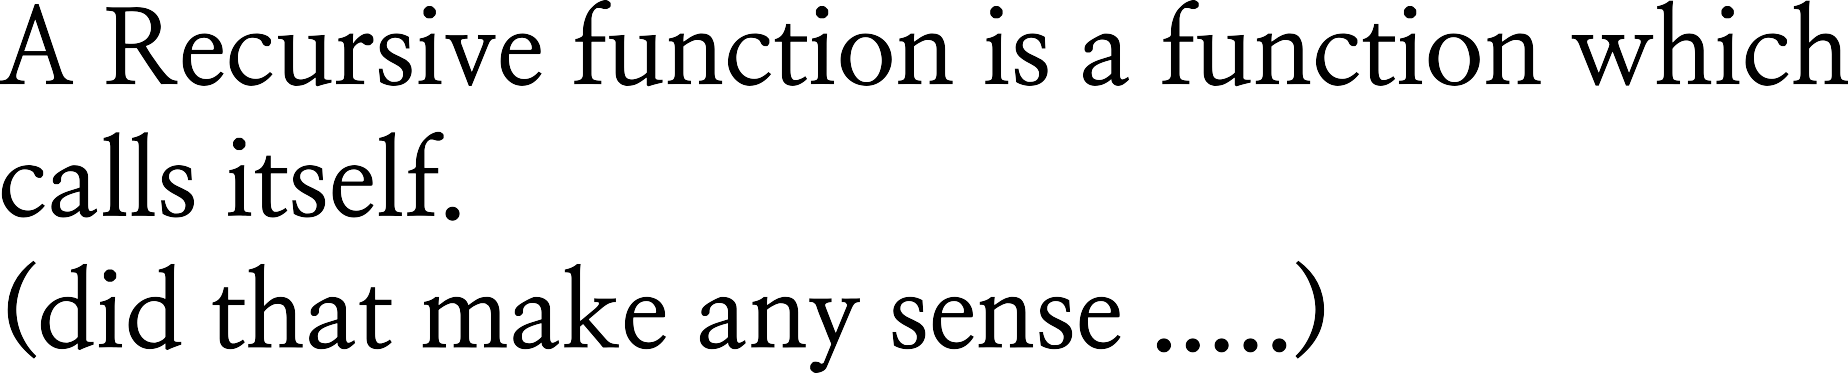 A Recursive function is a function which
calls itself.
(did that make any sense .....)